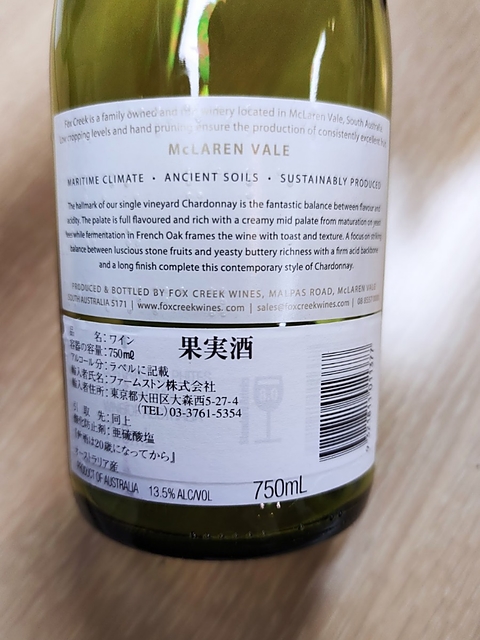 Fox Creek is a family owned and run winery located in McLaren Vale, South Australia.
Low cropping levels and hand pruning ensure the production of consistently excellent fruit.
McLAREN VALE
MARITIME CLIMATE • ANCIENT SOILS • SUSTAINABLY PRODUCED
The hallmark of our single vineyard Chardonnay is the fantastic balance between flavour and
acidity. The palate is full flavoured and rich with a creamy mid palate from maturation on yeast
lees while fermentation in French Oak frames the wine with toast and texture. A focus on striking
balance between luscious stone fruits and yeasty buttery richness with a firm acid backbone
and a long finish complete this contemporary style of Chardonnay.
PRODUCED & BOTTLED BY FOX CREEK WINES, MALPAS ROAD, McLAREN VALE
SOUTH AUSTRALIA 5171 | www.foxcreekwines.com | sales@foxcreekwines.com | 08
品 名:ワイン 果実酒
容器の容量:750mℓ
アルコール分:ラベルに記載
輸入者氏名:ファームストン株式会社
輸入者住所:東京都大田区大森西5-27-4
(TEL)03-3761-5354
引 取 先:同上
酸化防止剤:亜硫酸塩
『お酒は20歳になってから』
オーストラリア産
PRODUCT OF AUSTRALIA 13.5% ALC/VOL 750mL